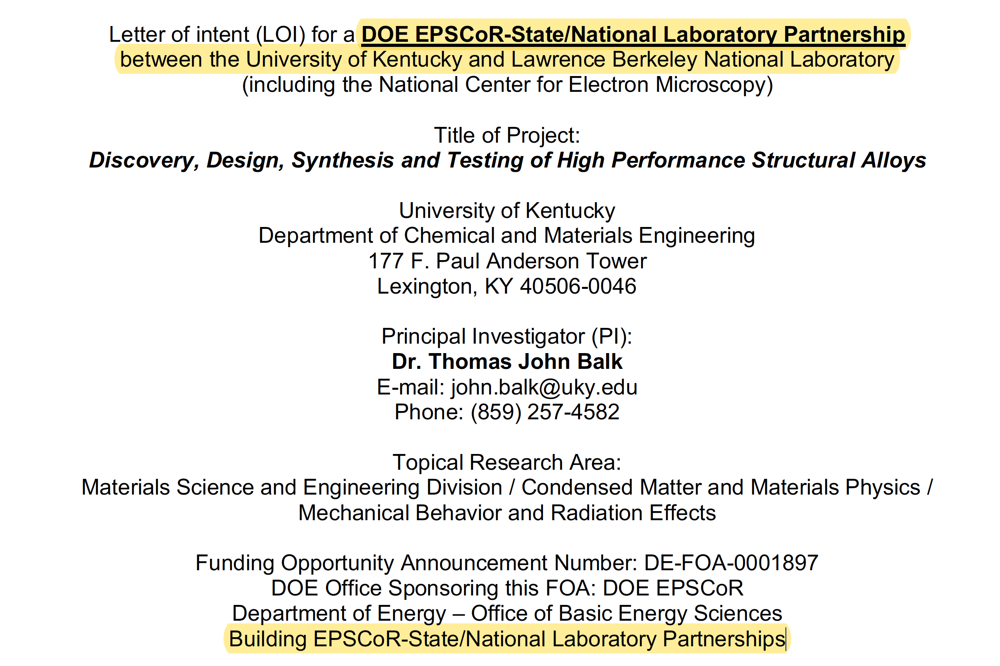 Letter of intent (LOI) for a DOE EPSCoR-State/National Laboratory Partnership
between the University of Kentucky and Lawrence Berkeley National Laboratory
(including the National Center for Electron Microscopy)
Title of Project:
Discovery, Design, Synthesis and Testing of High Performance Structural Alloys
University of Kentucky
Department of Chemical and Materials Engineering
177 F. Paul Anderson Tower
Lexington, KY 40506-0046
Principal Investigator (PI):
Dr. Thomas John Balk
E-mail: john.balk@uky.edu
Phone: (859) 257-4582
Topical Research Area:
Materials Science and Engineering Division / Condensed Matter and Materials Physics /
Mechanical Behavior and Radiation Effects
Funding Opportunity Announcement Number: DE-FOA-0001897
DOE Office Sponsoring this FOA: DOE EPSCoR
Department of Energy – Office of Basic Energy Sciences
Building EPSCoR-State/National Laboratory Partnerships